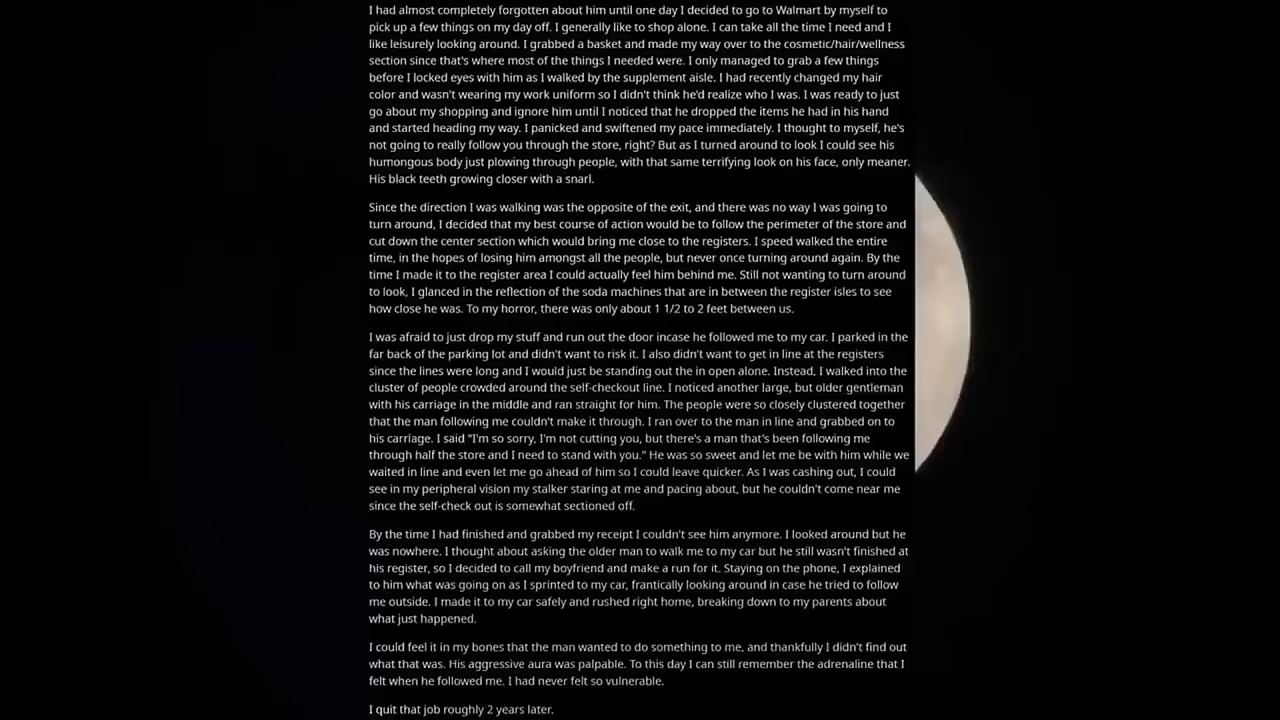 I had almost completely forgotten about him until one day I decided to go to Walmart by myself to
pick up a few things on my day off. I generally like to shop alone. I can take all the time I need and I
like leisurely looking around. I grabbed a basket and made my way over to the cosmetic/hair/wellness
section since that's where most of the things I needed were. I only managed to grab a few things
before I locked eyes with him as I walked by the supplement aisle. I had recently changed my hair
color and wasn't wearing my work uniform so I didn't think he'd realize who I was. I was ready to just
go about my shopping and ignore him until I noticed that he dropped the items he had in his hand
and started heading my way. I panicked and swiftened my pace immediately. I thought to myself, he's
not going to really follow you through the store, right? But as I turned around to look I could see his
humongous body just plowing through people, with that same terrifying look on his face, only meaner.
His black teeth growing closer with a snarl.
Since the direction I was walking was the opposite of the exit, and there was no way I was going to
turn around, I decided that my best course of action would be to follow the perimeter of the store and
cut down the center section which would bring me close to the registers. I speed walked the entire
time, in the hopes of losing him amongst all the people, but never once turning around again. By the
time I made it to the register area I could actually feel him behind me. Still not wanting to turn around
to look, I glanced in the reflection of the soda machines that are in between the register isles to see
how close he was. To my horror, there was only about 1 1/2 to 2 feet between us.
I was afraid to just drop my stuff and run out the door incase he followed me to my car. I parked in the
far back of the parking lot and didn't want to risk it. I also didn't want to get in line at the registers
since the lines were long and I would just be standing out the in open alone. Instead, I walked into the
cluster of people crowded around the self-checkout line. I noticed another large, but older gentleman
with his carriage in the middle and ran straight for him. The people were so closely clustered together
that the man following me couldn't make it through. I ran over to the man in line and grabbed on to
his carriage. I said "I'm so sorry, I'm not cutting you, but there's a man that's been following me
through half the store and I need to stand with you." He was so sweet and let me be with him while we
waited in line and even let me go ahead of him so I could leave quicker. As I was cashing out, I could
see in my peripheral vision my stalker staring at me and pacing about, but he couldn't come near me
since the self-check out is somewhat sectioned off.
By the time I had finished and grabbed my receipt I couldn't see him anymore. I looked around but he
was nowhere. I thought about asking the older man to walk me to my car but he still wasn't finished at
his register, so I decided to call my boyfriend and make a run for it. Staying on the phone, I explained
to him what was going on as I sprinted to my car, frantically looking around in case he tried to follow
me outside. I made it to my car safely and rushed right home, breaking down to my parents about
what just happened.
I could feel it in my bones that the man wanted to do something to me, and thankfully I didn't find out
what that was. His aggressive aura was palpable. To this day I can still remember the adrenaline that I
felt when he followed me. I had never felt so vulnerable.
I quit that job roughly 2 years later.